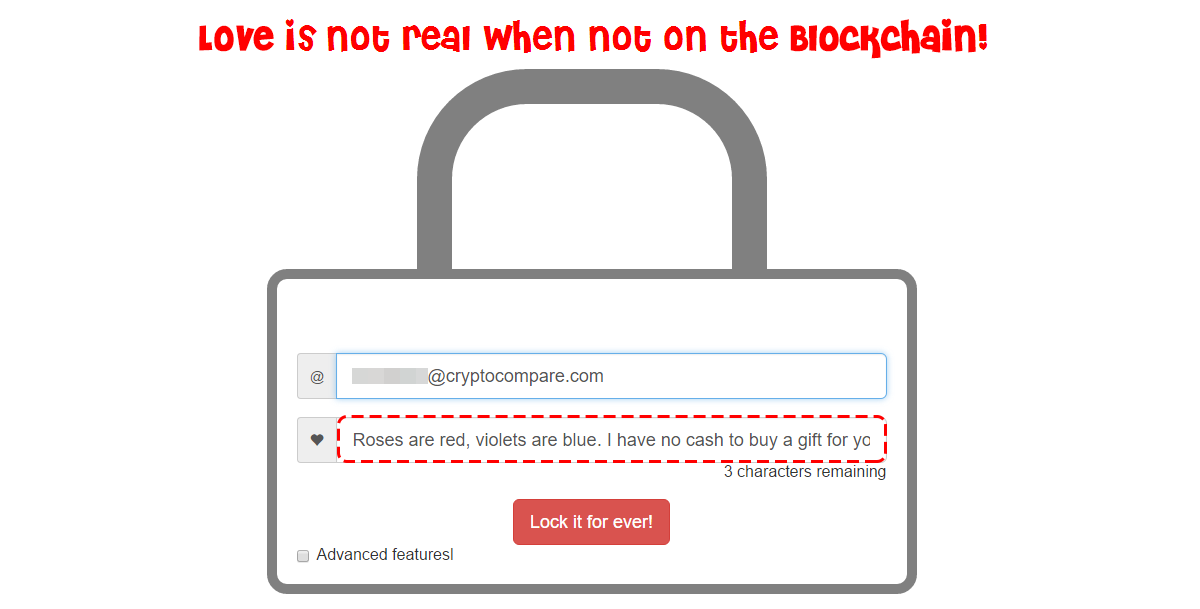 Love is not real when not on the Blockchain!
@
@cryptocompare.com
Roses are red, violets are blue. I have no cash to buy a gift for yo
3 characters remaining
Lock it for ever!
Advanced features!